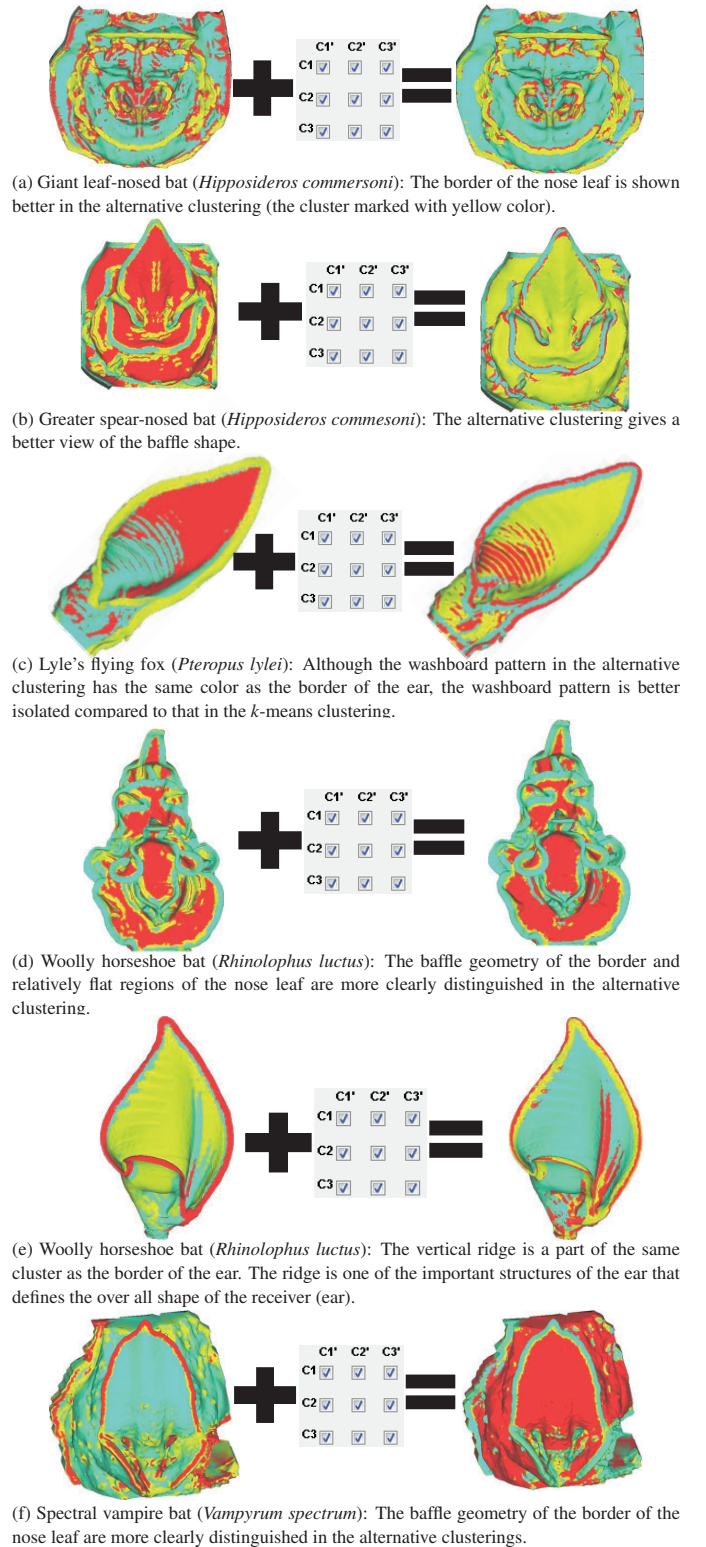 C1' C2' C3'
C1
C2
C3
(a) Giant leaf-nosed bat (Hipposideros commersoni): The border of the nose leaf is shown
better in the alternative clustering (the cluster marked with yellow color).
C1' C2' C3'
C1
C2
C3
(b) Greater spear-nosed bat (Hipposideros commesoni): The alternative clustering gives a
better view of the baffle shape.
C1' C2' C3'
C1
C2
C3
(c) Lyle's flying fox (Pteropus lylei): Although the washboard pattern in the alternative
clustering has the same color as the border of the ear, the washboard pattern is better
isolated compared to that in the k-means clustering.
C1' C2' C3'
C1
C2
C3
(d) Woolly horseshoe bat (Rhinolophus luctus): The baffle geometry of the border and
relatively flat regions of the nose leaf are more clearly distinguished in the alternative
clustering.
C1' C2' C3'
C1
C2
C3
(e) Woolly horseshoe bat (Rhinolophus luctus): The vertical ridge is a part of the same
cluster as the border of the ear. The ridge is one of the important structures of the ear that
defines the over all shape of the receiver (ear).
C1' C2' C3'
C1
C2
C3
(f) Spectral vampire bat (Vampyrum spectrum): The baffle geometry of the border of the
nose leaf are more clearly distinguished in the alternative clusterings.